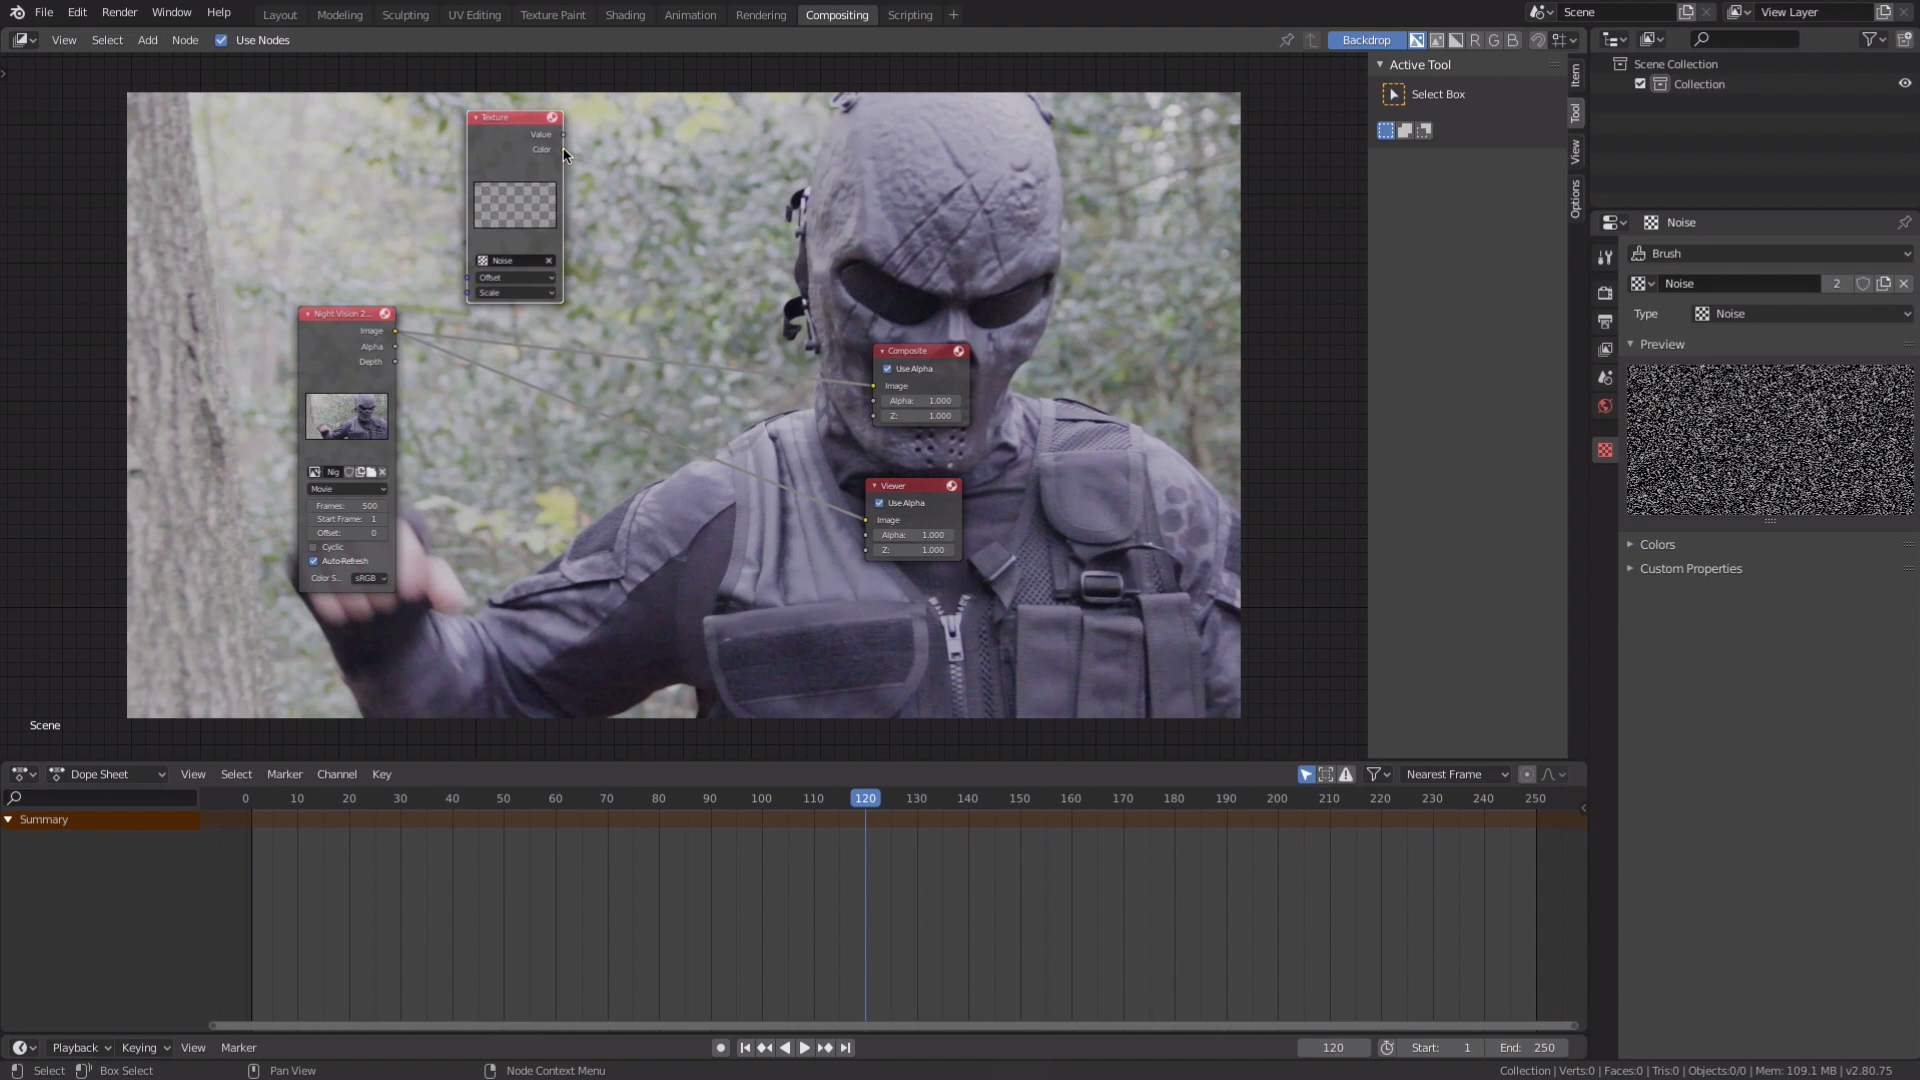 File Edit Render Window Help
Layout Modeling Sculpting UV Editing Texture Paint Shading Animation Rendering Compositing Scripting +
Scene
View Layer
View Select Add Node Use Nodes
Backdrop R G B
Active Tool
Select Box
Item
Tool
View
Options
Scene Collection
Collection
Noise
Brush
Noise 2
Type Noise
Preview
Colors
Custom Properties
Texture
Value
Color
Noise
Offset
Scale
Night Vision 2...
Image
Alpha
Depth
Nig
Movie
Frames: 500
Start Frame: 1
Offset: 0
Cyclic
Auto-Refresh
Color S... sRGB
Composite
Use Alpha
Image
Alpha: 1.000
Z: 1.000
Viewer
Use Alpha
Image
Alpha: 1.000
Z: 1.000
Scene
Dope Sheet View Select Marker Channel Key
Nearest Frame
0 10 20 30 40 50 60 70 80 90 100 110 120 130 140 150 160 170 180 190 200 210 220 230 240 250
Summary
Playback Keying View Marker
120 Start: 1 End: 250
Select Box Select Pan View Node Context Menu
Collection | Verts:0 | Faces:0 | Tris:0 | Objects:0/0 | Mem: 109.1 MB | v2.80.75